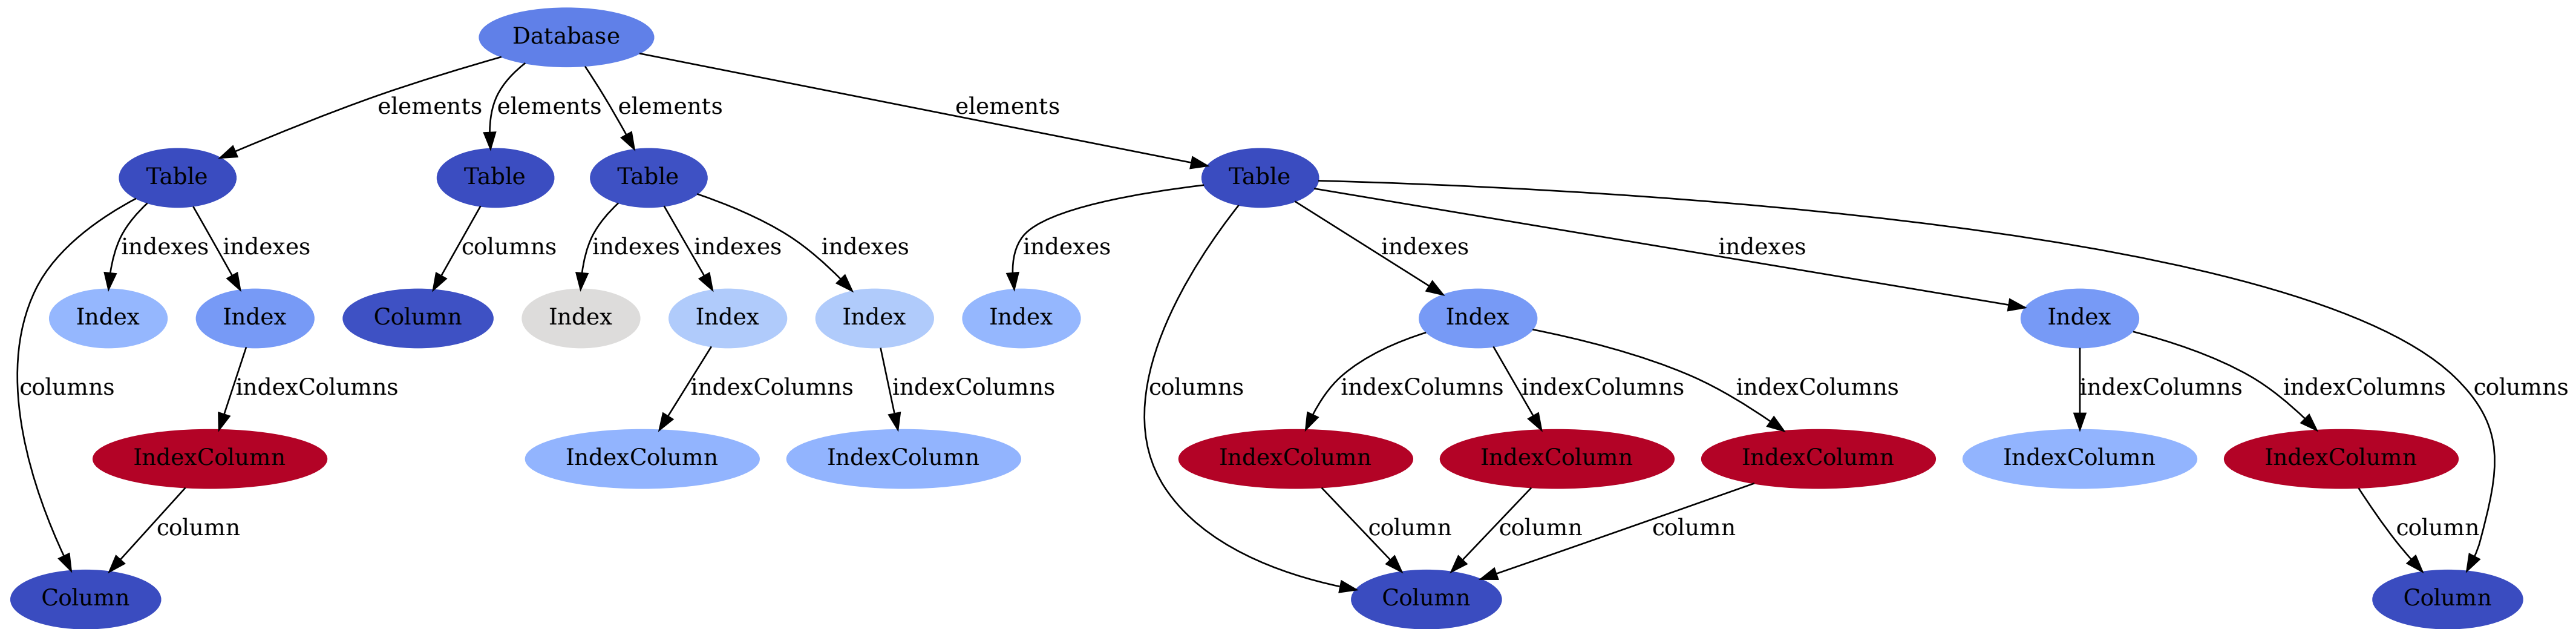 Database
elements elements elements elements
Table Table Table Table
indexes indexes columns indexes indexes indexes indexes indexes indexes
Index Index Column Index Index Index Index Index Index
columns indexColumns indexColumns indexColumns columns indexColumns indexColumns indexColumns indexColumns indexColumns columns
IndexColumn IndexColumn IndexColumn IndexColumn IndexColumn IndexColumn IndexColumn IndexColumn
column column column column column
Column Column Column